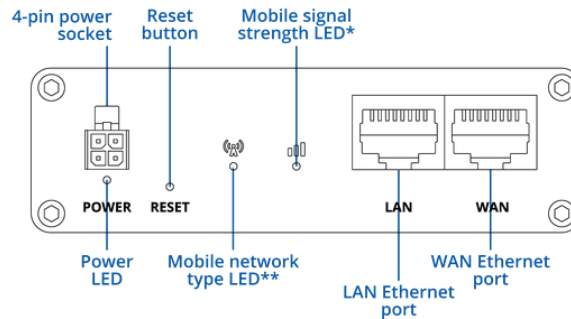 4-pin power
socket
Reset
button
Mobile signal
strength LED*
POWER
RESET
LAN
WAN
Power
LED
Mobile network
type LED**
LAN Ethernet
port
WAN Ethernet
port